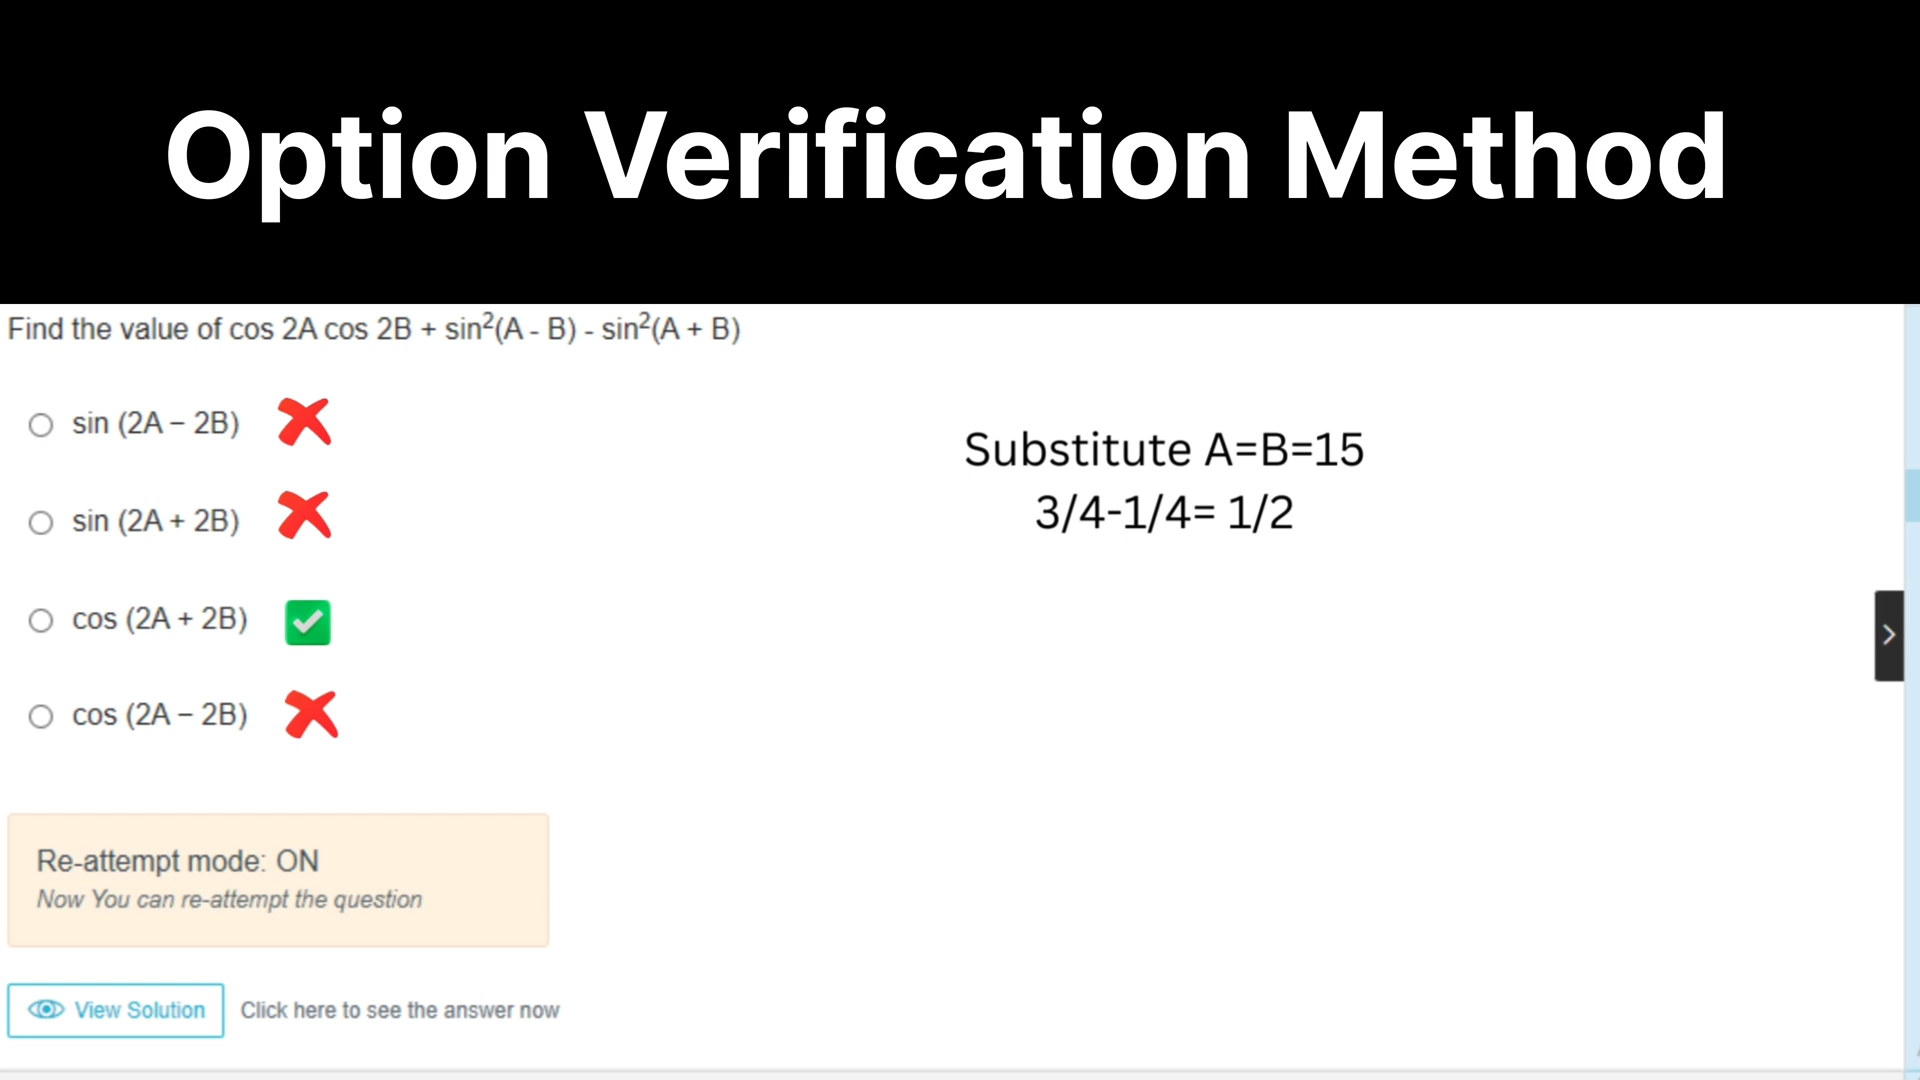 Option Verification Method
Find the value of cos 2A cos 2B + sin²(A - B) - sin²(A + B)
sin (2A − 2B)
sin (2A + 2B)
cos (2A + 2B)
cos (2A − 2B)
Substitute A=B=15
3/4-1/4= 1/2
Re-attempt mode: ON
Now You can re-attempt the question
View Solution
Click here to see the answer now